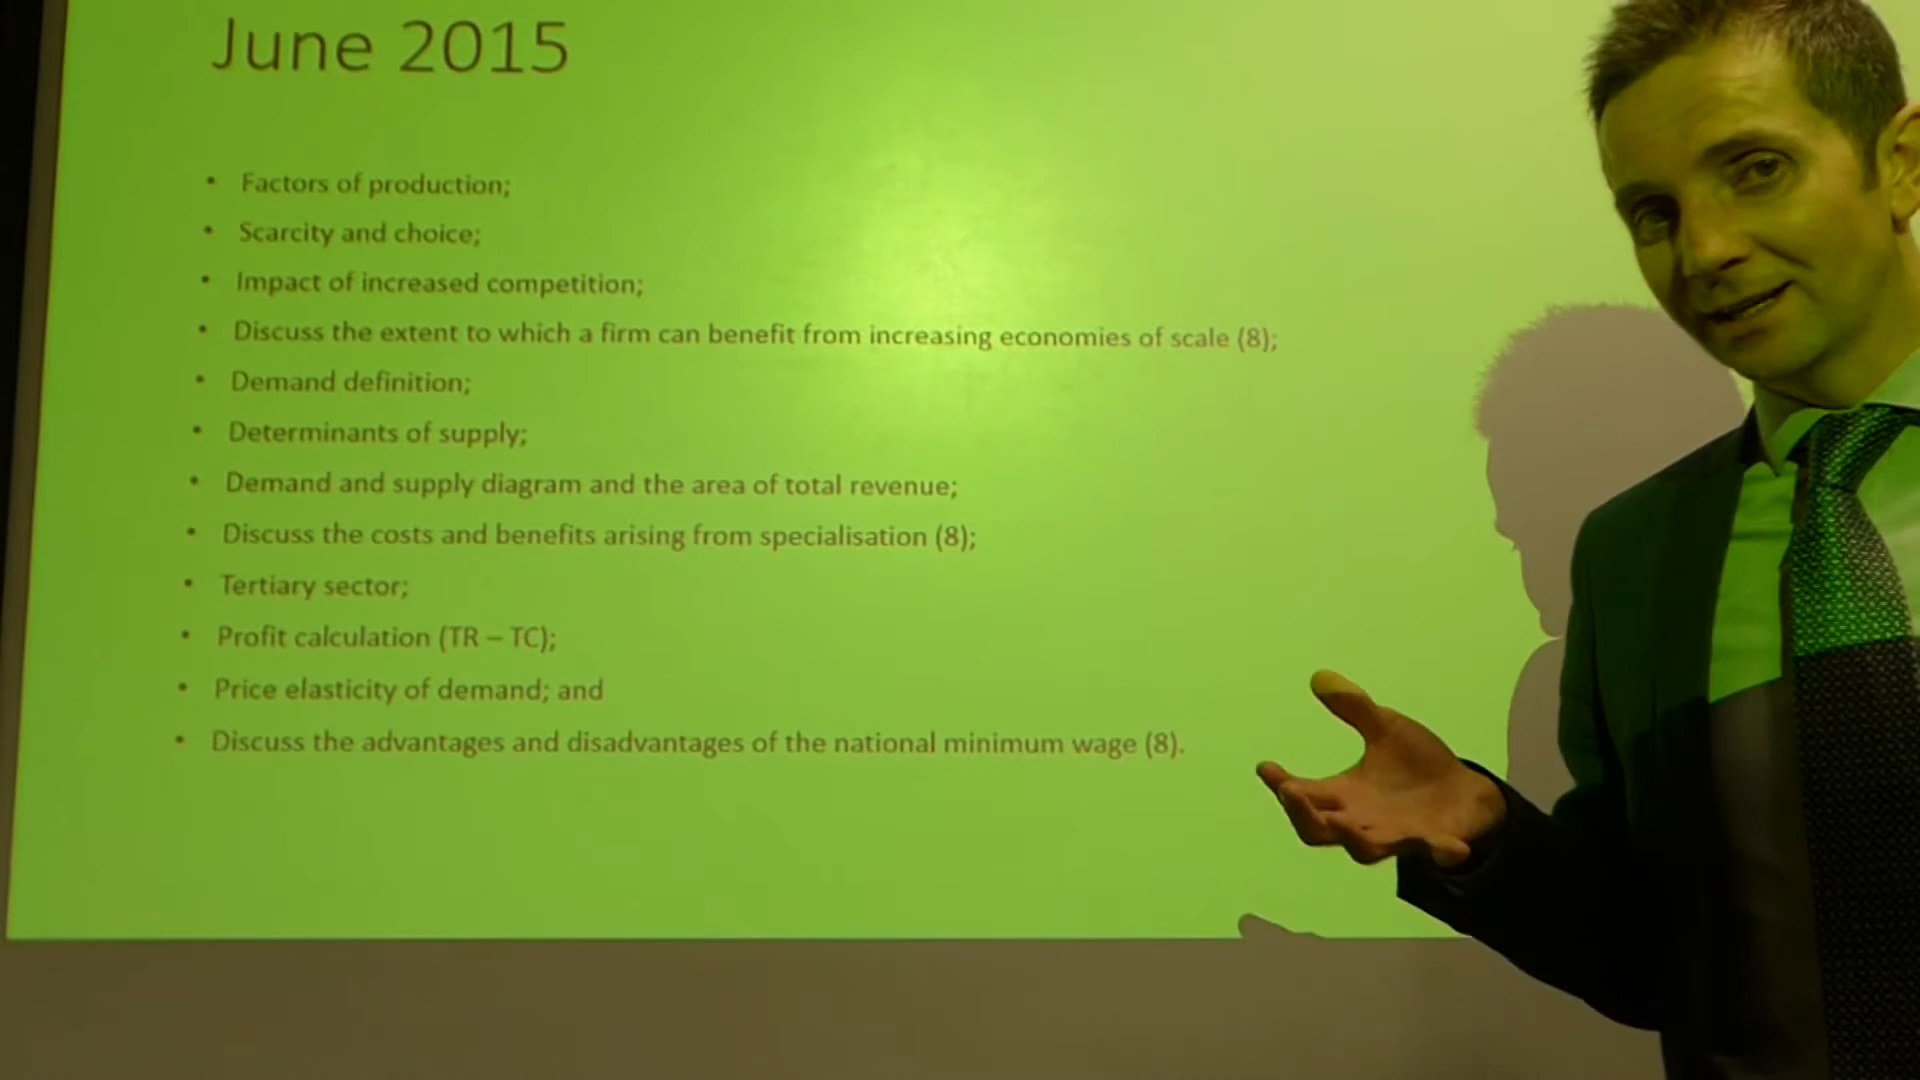 June 2015
• Factors of production;
• Scarcity and choice;
• Impact of increased competition;
• Discuss the extent to which a firm can benefit from increasing economies of scale (8);
• Demand definition;
• Determinants of supply;
• Demand and supply diagram and the area of total revenue;
• Discuss the costs and benefits arising from specialisation (8);
• Tertiary sector;
• Profit calculation (TR – TC);
• Price elasticity of demand; and
• Discuss the advantages and disadvantages of the national minimum wage (8).